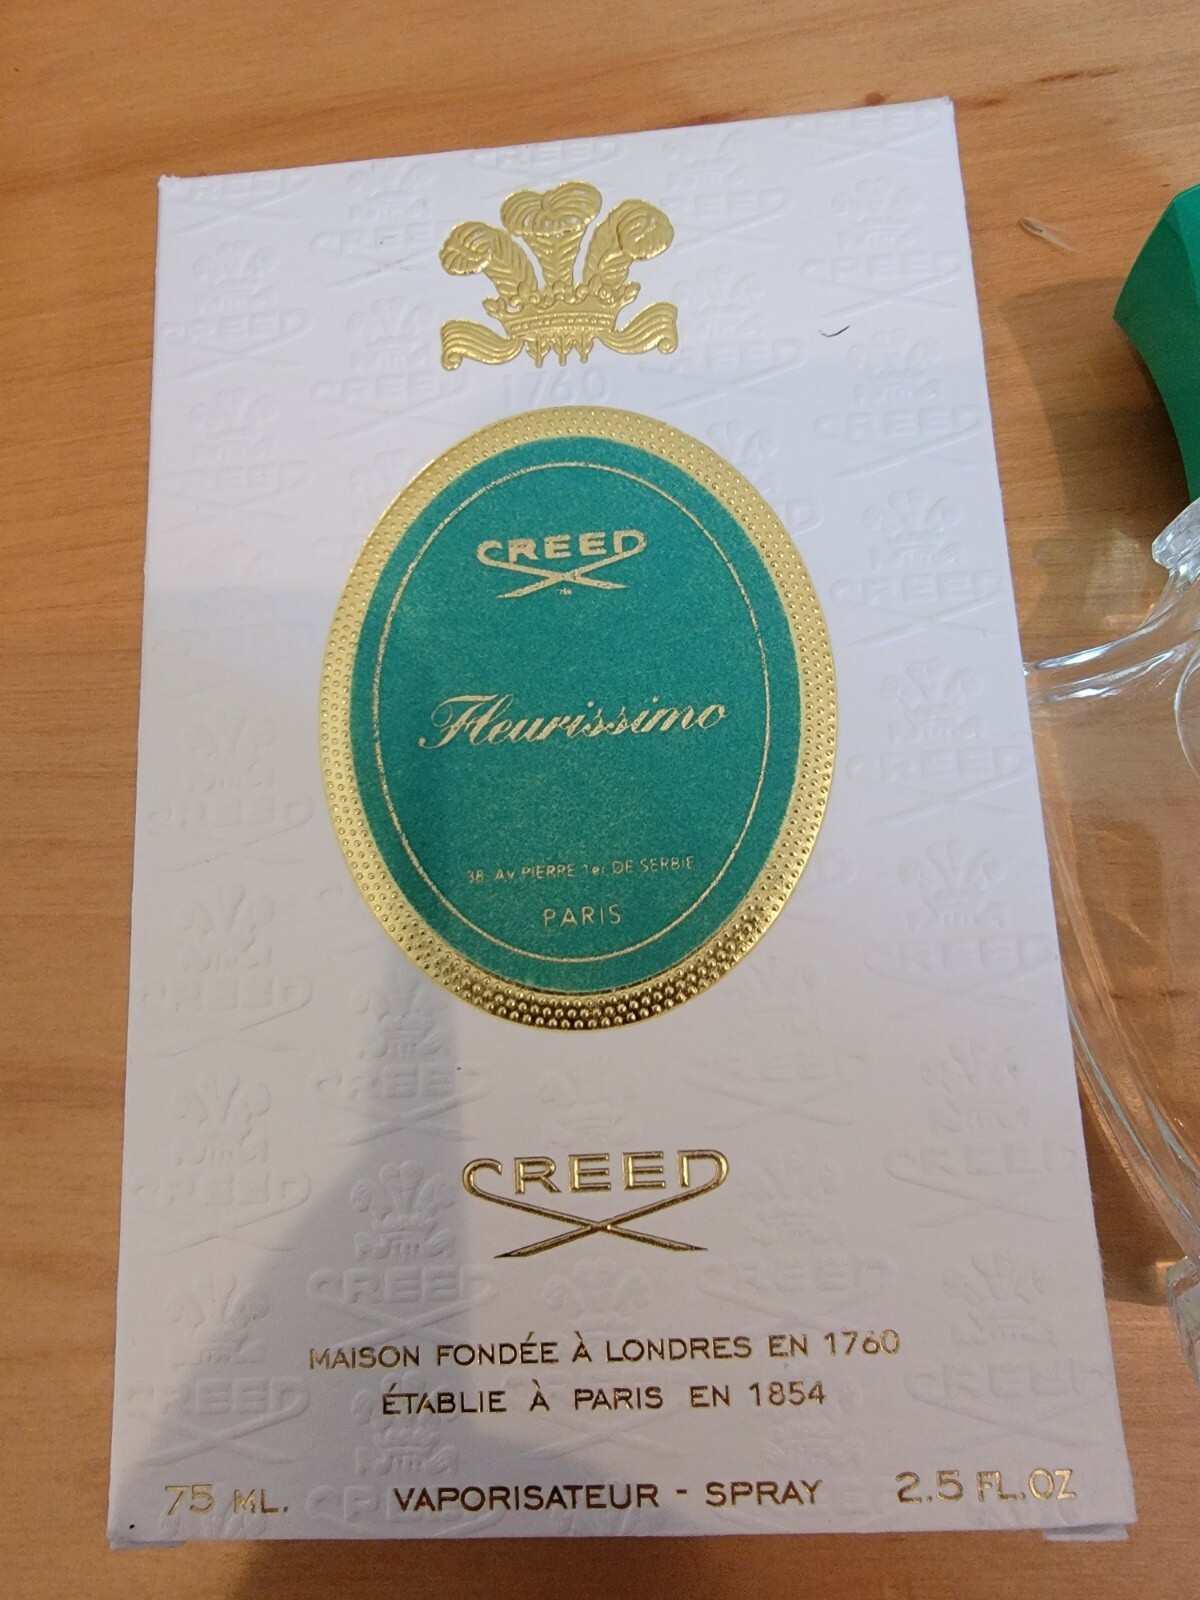 1760
CREED
Fleurissimo
38. AV. PIERRE 1er DE SERBIE
PARIS
CREED
MAISON FONDÉE À LONDRES EN 1760
ÉTABLIE À PARIS EN 1854
75 ML. VAPORISATEUR - SPRAY 2.5 FL.OZ